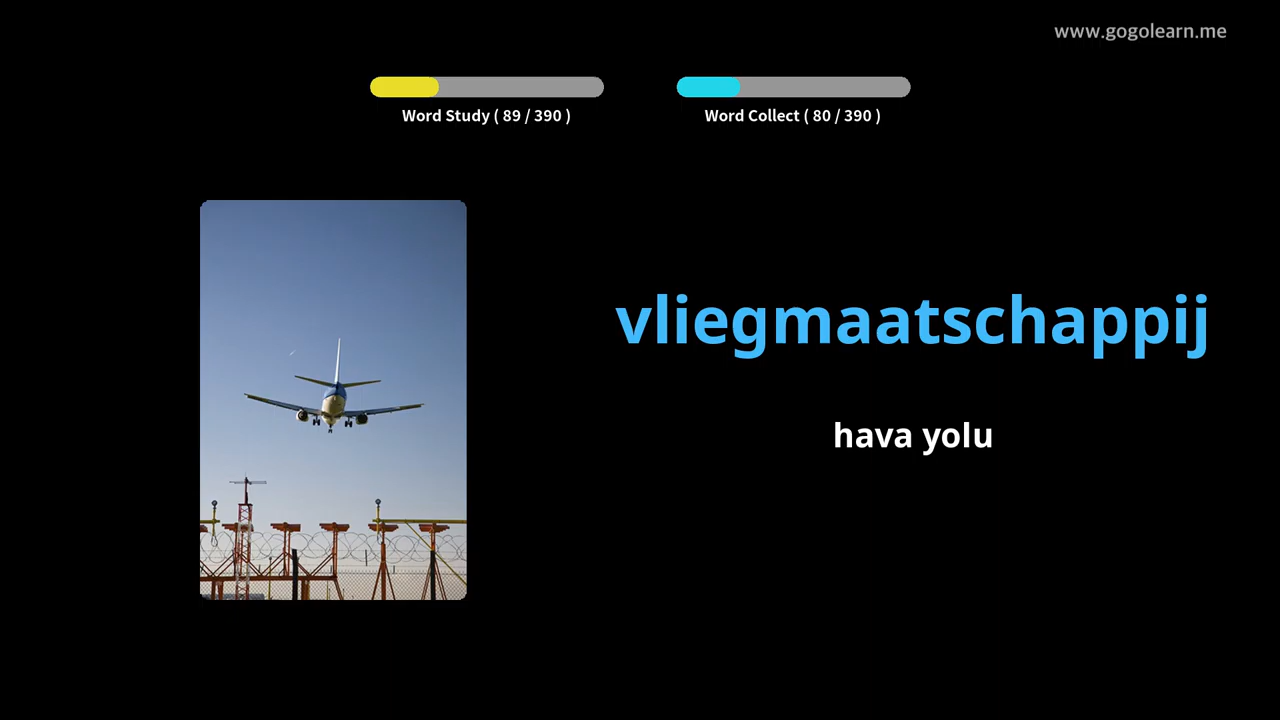 www.gogolearn.me
Word Study ( 89 / 390 )
Word Collect ( 80 / 390 )
vliegmaatschappij
hava yolu